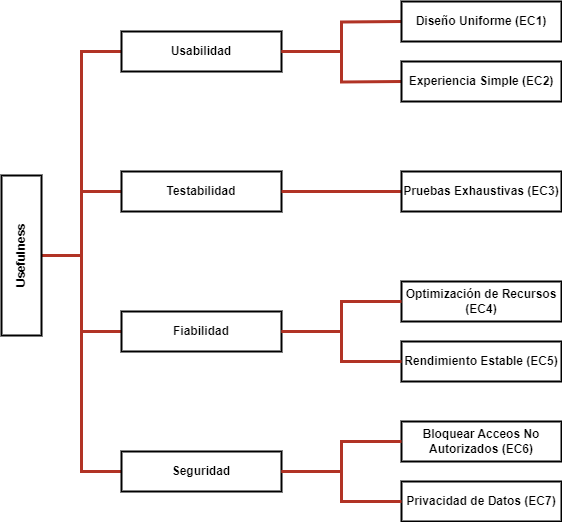 Usefulness
Usabilidad
Diseño Uniforme (EC1)
Experiencia Simple (EC2)
Testabilidad
Pruebas Exhaustivas (EC3)
Fiabilidad
Optimización de Recursos
(EC4)
Rendimiento Estable (EC5)
Seguridad
Bloquear Acceos No
Autorizados (EC6)
Privacidad de Datos (EC7)